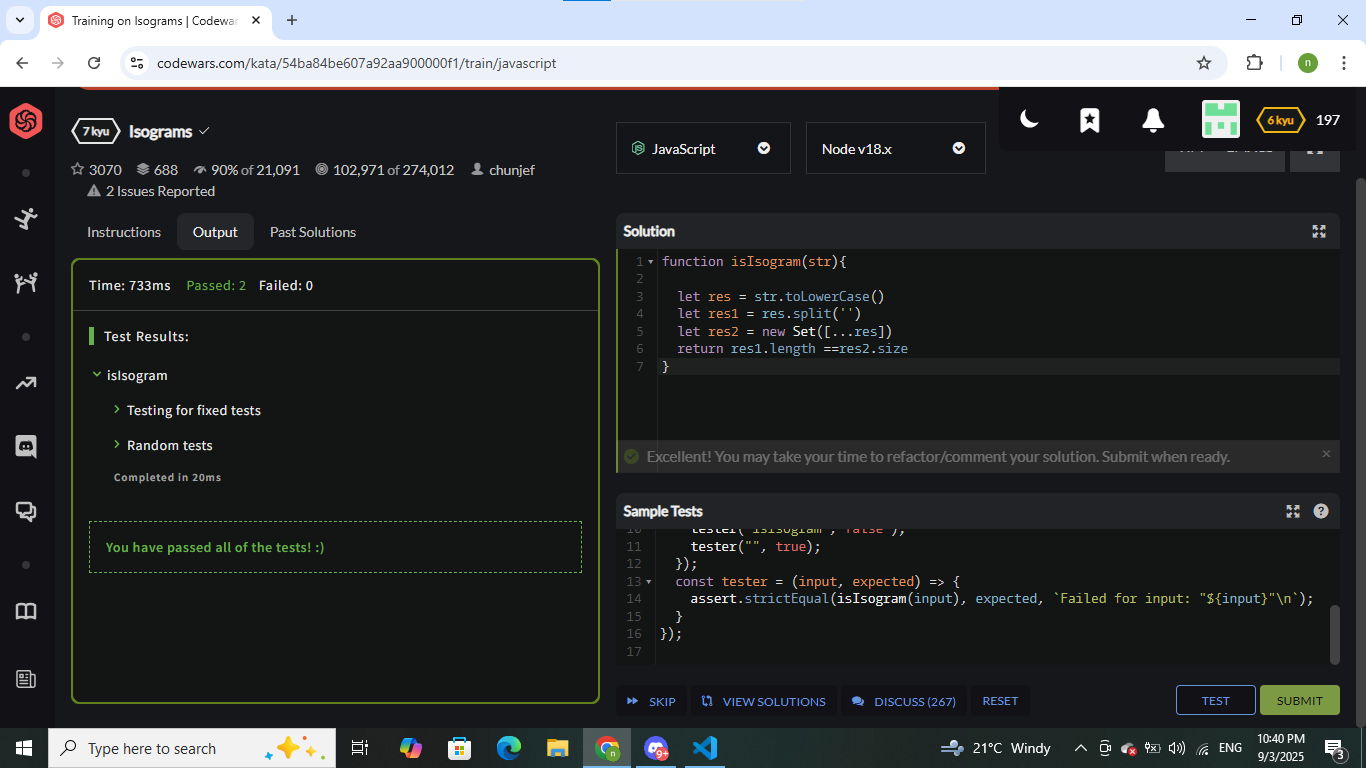 Training on Isograms | Codewar
codewars.com/kata/54ba84be607a92aa900000f1/train/javascript
n
7 kyu Isograms
6 kyu 197
JavaScript
Node v18.x
3070 688 90% of 21,091 102,971 of 274,012 chunjef
2 Issues Reported
Instructions Output Past Solutions
Time: 733ms Passed: 2 Failed: 0
Test Results:
isIsogram
Testing for fixed tests
Random tests
Completed in 20ms
You have passed all of the tests! :)
Solution
1 function isIsogram(str){
2
3 let res = str.toLowerCase()
4 let res1 = res.split('')
5 let res2 = new Set([...res])
6 return res1.length ==res2.size
7 }
Excellent! You may take your time to refactor/comment your solution. Submit when ready.
Sample Tests
10 tester("isIsogram", false );
11 tester("", true);
12 });
13 const tester = (input, expected) => {
14 assert.strictEqual(isIsogram(input), expected, `Failed for input: "${input}"\n`);
15 }
16 });
17
SKIP VIEW SOLUTIONS DISCUSS (267) RESET TEST SUBMIT
Type here to search
9+
21°C Windy
ENG
10:40 PM
9/3/2025
3